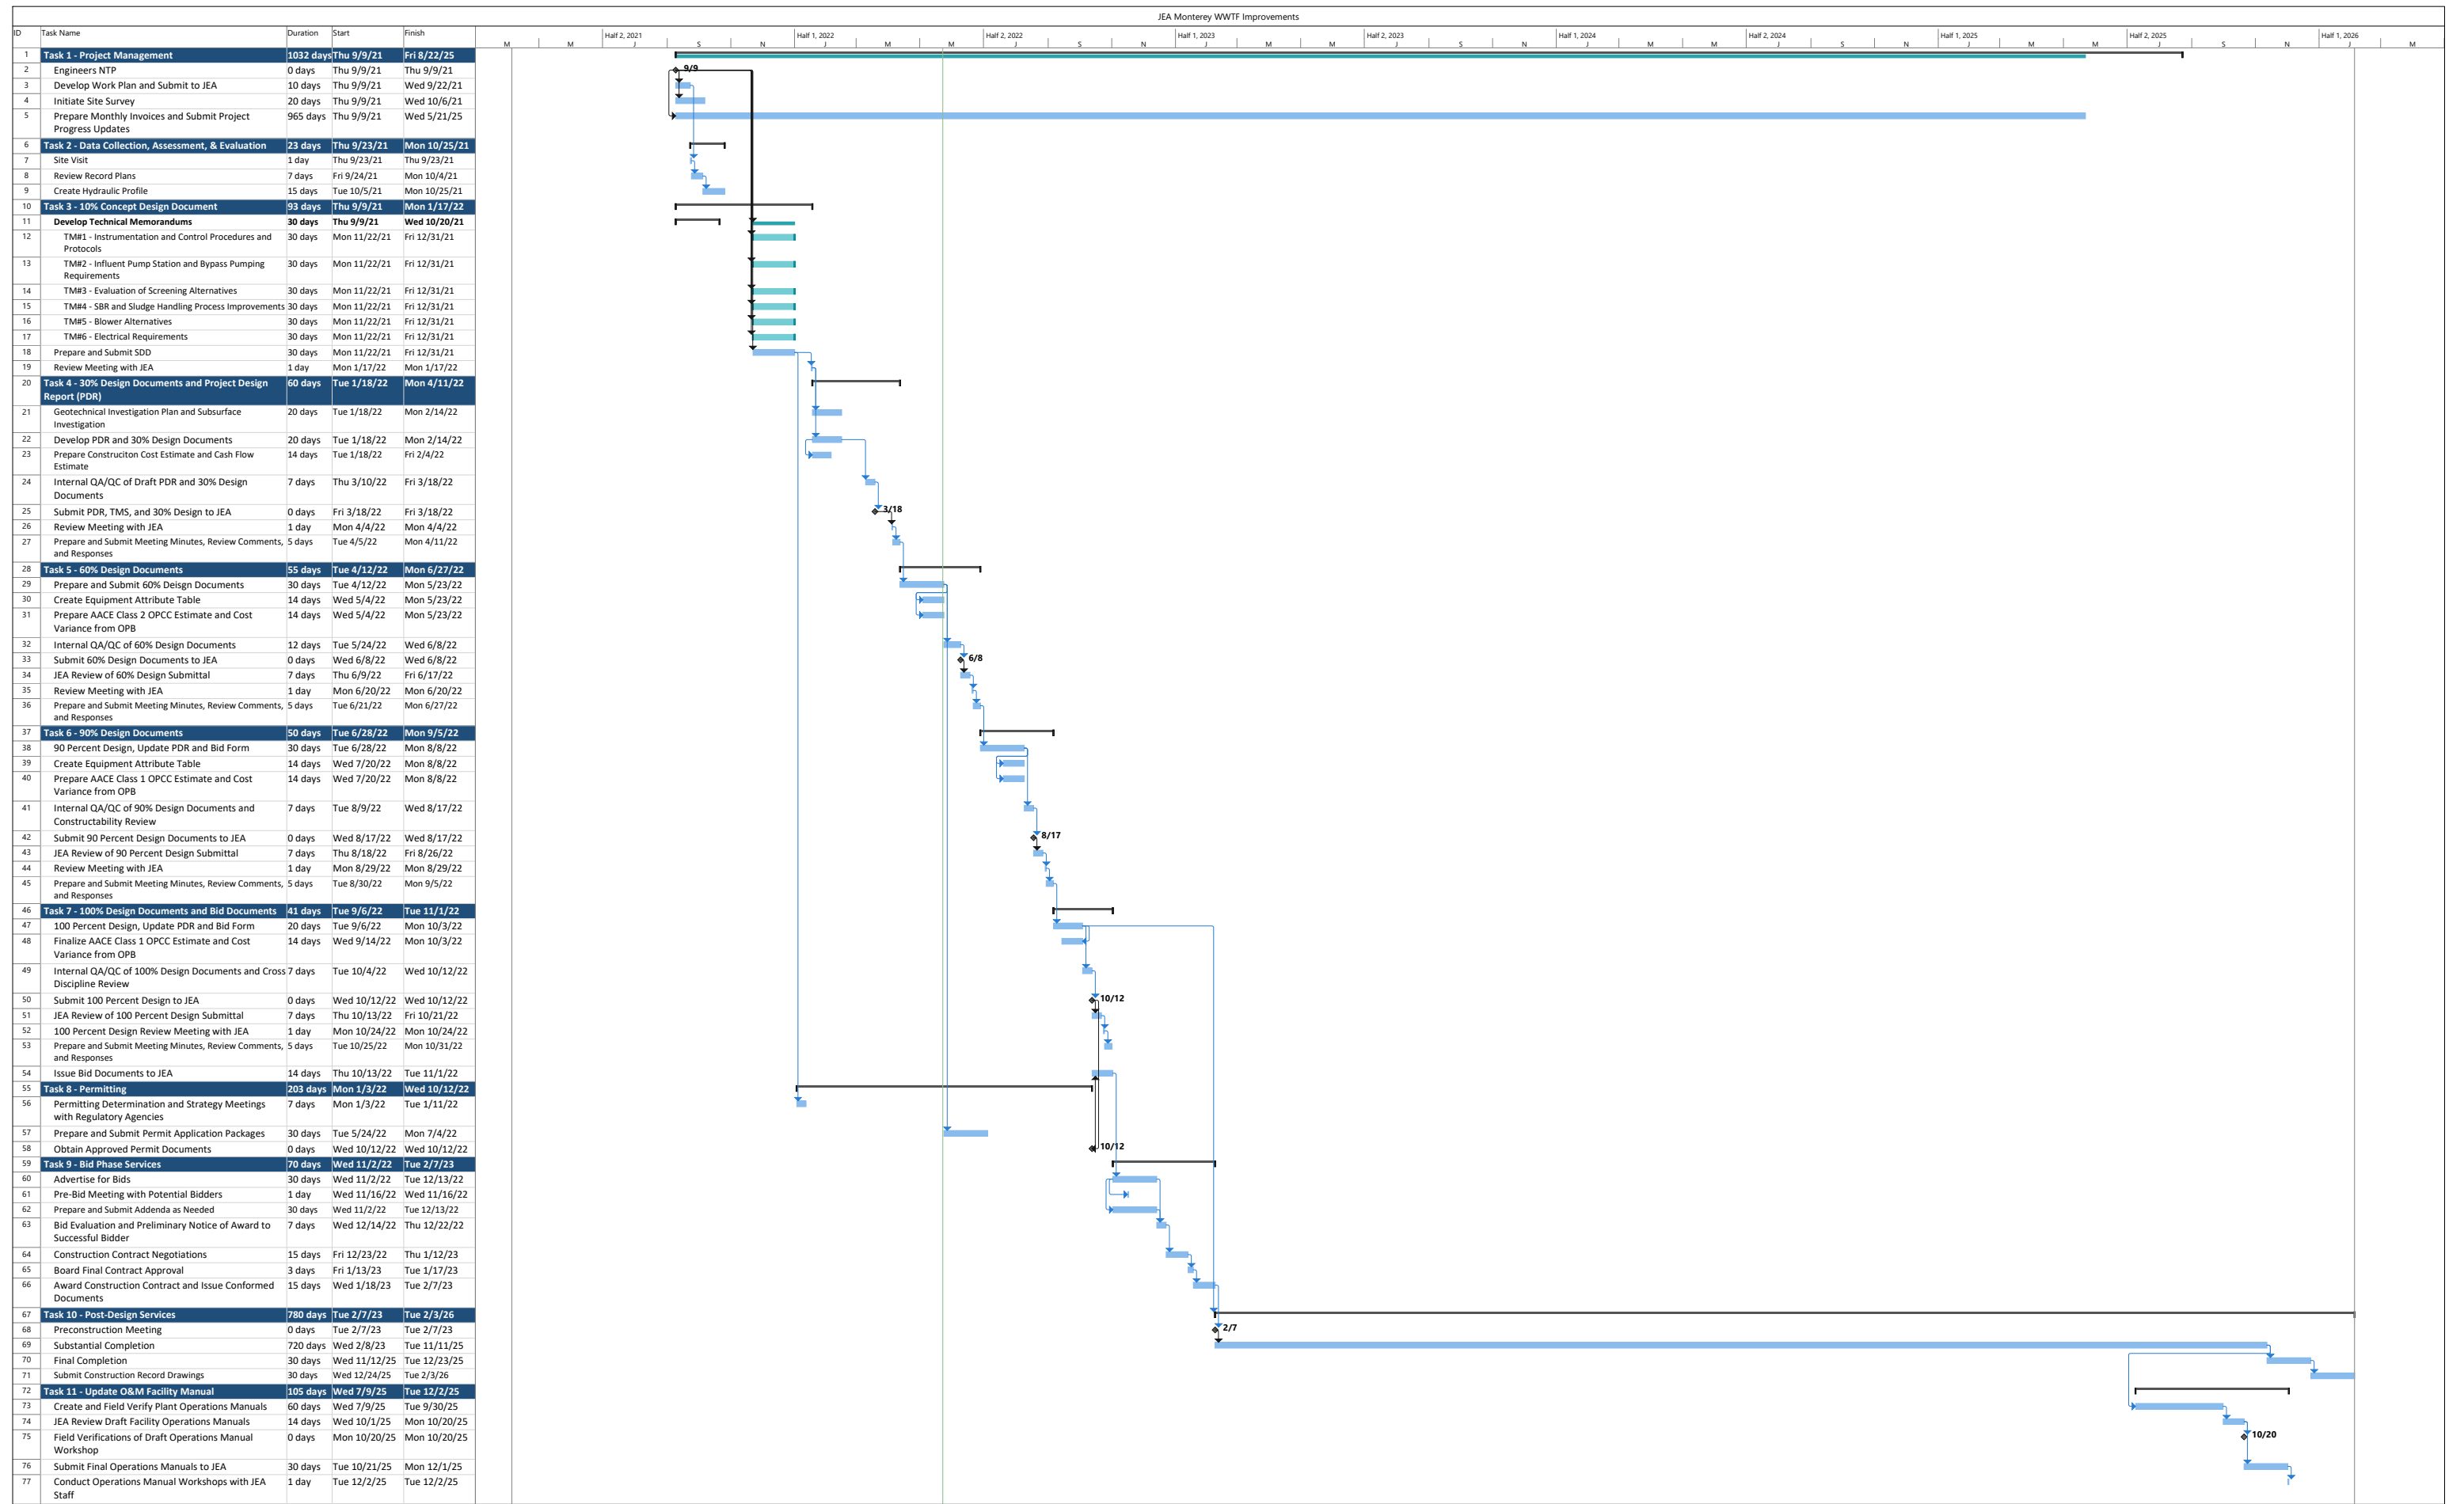 JEA Monterey WWTF Improvements
ID Task Name Duration Start Finish
Half 2, 2021 Half 1, 2022 Half 2, 2022 Half 1, 2023 Half 2, 2023 Half 1, 2024 Half 2, 2024 Half 1, 2025 Half 2, 2025 Half 1, 2026
M M J S N J M M J S N J M M J S N J M M J S N J M M J S N J M
1 Task 1 - Project Management 1032 days Thu 9/9/21 Fri 8/22/25
2 Engineers NTP 0 days Thu 9/9/21 Thu 9/9/21 9/9
3 Develop Work Plan and Submit to JEA 10 days Thu 9/9/21 Wed 9/22/21
4 Initiate Site Survey 20 days Thu 9/9/21 Wed 10/6/21
5 Prepare Monthly Invoices and Submit Project 965 days Thu 9/9/21 Wed 5/21/25
Progress Updates
6 Task 2 - Data Collection, Assessment, & Evaluation 23 days Thu 9/23/21 Mon 10/25/21
7 Site Visit 1 day Thu 9/23/21 Thu 9/23/21
8 Review Record Plans 7 days Fri 9/24/21 Mon 10/4/21
9 Create Hydraulic Profile 15 days Tue 10/5/21 Mon 10/25/21
10 Task 3 - 10% Concept Design Document 93 days Thu 9/9/21 Mon 1/17/22
11 Develop Technical Memorandums 30 days Thu 9/9/21 Wed 10/20/21
12 TM#1 - Instrumentation and Control Procedures and 30 days Mon 11/22/21 Fri 12/31/21
Protocols
13 TM#2 - Influent Pump Station and Bypass Pumping 30 days Mon 11/22/21 Fri 12/31/21
Requirements
14 TM#3 - Evaluation of Screening Alternatives 30 days Mon 11/22/21 Fri 12/31/21
15 TM#4 - SBR and Sludge Handling Process Improvements 30 days Mon 11/22/21 Fri 12/31/21
16 TM#5 - Blower Alternatives 30 days Mon 11/22/21 Fri 12/31/21
17 TM#6 - Electrical Requirements 30 days Mon 11/22/21 Fri 12/31/21
18 Prepare and Submit SDD 30 days Mon 11/22/21 Fri 12/31/21
19 Review Meeting with JEA 1 day Mon 1/17/22 Mon 1/17/22
20 Task 4 - 30% Design Documents and Project Design 60 days Tue 1/18/22 Mon 4/11/22
Report (PDR)
21 Geotechnical Investigation Plan and Subsurface 20 days Tue 1/18/22 Mon 2/14/22
Investigation
22 Develop PDR and 30% Design Documents 20 days Tue 1/18/22 Mon 2/14/22
23 Prepare Construciton Cost Estimate and Cash Flow 14 days Tue 1/18/22 Fri 2/4/22
Estimate
24 Internal QA/QC of Draft PDR and 30% Design 7 days Thu 3/10/22 Fri 3/18/22
Documents
25 Submit PDR, TMS, and 30% Design to JEA 0 days Fri 3/18/22 Fri 3/18/22 3/18
26 Review Meeting with JEA 1 day Mon 4/4/22 Mon 4/4/22
27 Prepare and Submit Meeting Minutes, Review Comments, 5 days Tue 4/5/22 Mon 4/11/22
and Responses
28 Task 5 - 60% Design Documents 55 days Tue 4/12/22 Mon 6/27/22
29 Prepare and Submit 60% Deisgn Documents 30 days Tue 4/12/22 Mon 5/23/22
30 Create Equipment Attribute Table 14 days Wed 5/4/22 Mon 5/23/22
31 Prepare AACE Class 2 OPCC Estimate and Cost 14 days Wed 5/4/22 Mon 5/23/22
Variance from OPB
32 Internal QA/QC of 60% Design Documents 12 days Tue 5/24/22 Wed 6/8/22
33 Submit 60% Design Documents to JEA 0 days Wed 6/8/22 Wed 6/8/22 6/8
34 JEA Review of 60% Design Submittal 7 days Thu 6/9/22 Fri 6/17/22
35 Review Meeting with JEA 1 day Mon 6/20/22 Mon 6/20/22
36 Prepare and Submit Meeting Minutes, Review Comments, 5 days Tue 6/21/22 Mon 6/27/22
and Responses
37 Task 6 - 90% Design Documents 50 days Tue 6/28/22 Mon 9/5/22
38 90 Percent Design, Update PDR and Bid Form 30 days Tue 6/28/22 Mon 8/8/22
39 Create Equipment Attribute Table 14 days Wed 7/20/22 Mon 8/8/22
40 Prepare AACE Class 1 OPCC Estimate and Cost 14 days Wed 7/20/22 Mon 8/8/22
Variance from OPB
41 Internal QA/QC of 90% Design Documents and 7 days Tue 8/9/22 Wed 8/17/22
Constructability Review
42 Submit 90 Percent Design Documents to JEA 0 days Wed 8/17/22 Wed 8/17/22 8/17
43 JEA Review of 90 Percent Design Submittal 7 days Thu 8/18/22 Fri 8/26/22
44 Review Meeting with JEA 1 day Mon 8/29/22 Mon 8/29/22
45 Prepare and Submit Meeting Minutes, Review Comments, 5 days Tue 8/30/22 Mon 9/5/22
and Responses
46 Task 7 - 100% Design Documents and Bid Documents 41 days Tue 9/6/22 Tue 11/1/22
47 100 Percent Design, Update PDR and Bid Form 20 days Tue 9/6/22 Mon 10/3/22
48 Finalize AACE Class 1 OPCC Estimate and Cost 14 days Wed 9/14/22 Mon 10/3/22
Variance from OPB
49 Internal QA/QC of 100% Design Documents and Cross 7 days Tue 10/4/22 Wed 10/12/22
Discipline Review
50 Submit 100 Percent Design to JEA 0 days Wed 10/12/22 Wed 10/12/22 10/12
51 JEA Review of 100 Percent Design Submittal 7 days Thu 10/13/22 Fri 10/21/22
52 100 Percent Design Review Meeting with JEA 1 day Mon 10/24/22 Mon 10/24/22
53 Prepare and Submit Meeting Minutes, Review Comments, 5 days Tue 10/25/22 Mon 10/31/22
and Responses
54 Issue Bid Documents to JEA 14 days Thu 10/13/22 Tue 11/1/22
55 Task 8 - Permitting 203 days Mon 1/3/22 Wed 10/12/22
56 Permitting Determination and Strategy Meetings 7 days Mon 1/3/22 Tue 1/11/22
with Regulatory Agencies
57 Prepare and Submit Permit Application Packages 30 days Tue 5/24/22 Mon 7/4/22
58 Obtain Approved Permit Documents 0 days Wed 10/12/22 Wed 10/12/22 10/12
59 Task 9 - Bid Phase Services 70 days Wed 11/2/22 Tue 2/7/23
60 Advertise for Bids 30 days Wed 11/2/22 Tue 12/13/22
61 Pre-Bid Meeting with Potential Bidders 1 day Wed 11/16/22 Wed 11/16/22
62 Prepare and Submit Addenda as Needed 30 days Wed 11/2/22 Tue 12/13/22
63 Bid Evaluation and Preliminary Notice of Award to 7 days Wed 12/14/22 Thu 12/22/22
Successful Bidder
64 Construction Contract Negotiations 15 days Fri 12/23/22 Thu 1/12/23
65 Board Final Contract Approval 3 days Fri 1/13/23 Tue 1/17/23
66 Award Construction Contract and Issue Conformed 15 days Wed 1/18/23 Tue 2/7/23
Documents
67 Task 10 - Post-Design Services 780 days Tue 2/7/23 Tue 2/3/26
68 Preconstruction Meeting 0 days Tue 2/7/23 Tue 2/7/23 2/7
69 Substantial Completion 720 days Wed 2/8/23 Tue 11/11/25
70 Final Completion 30 days Wed 11/12/25 Tue 12/23/25
71 Submit Construction Record Drawings 30 days Wed 12/24/25 Tue 2/3/26
72 Task 11 - Update O&M Facility Manual 105 days Wed 7/9/25 Tue 12/2/25
73 Create and Field Verify Plant Operations Manuals 60 days Wed 7/9/25 Tue 9/30/25
74 JEA Review Draft Facility Operations Manuals 14 days Wed 10/1/25 Mon 10/20/25
75 Field Verifications of Draft Operations Manual 0 days Mon 10/20/25 Mon 10/20/25 10/20
Workshop
76 Submit Final Operations Manuals to JEA 30 days Tue 10/21/25 Mon 12/1/25
77 Conduct Operations Manual Workshops with JEA 1 day Tue 12/2/25 Tue 12/2/25
Staff